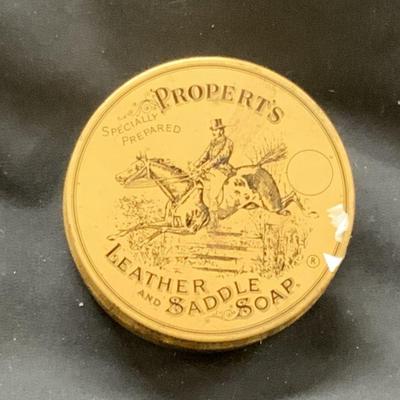 PROPERT'S
SPECIALLY
PREPARED
LEATHER
AND SADDLE
SOAP
®